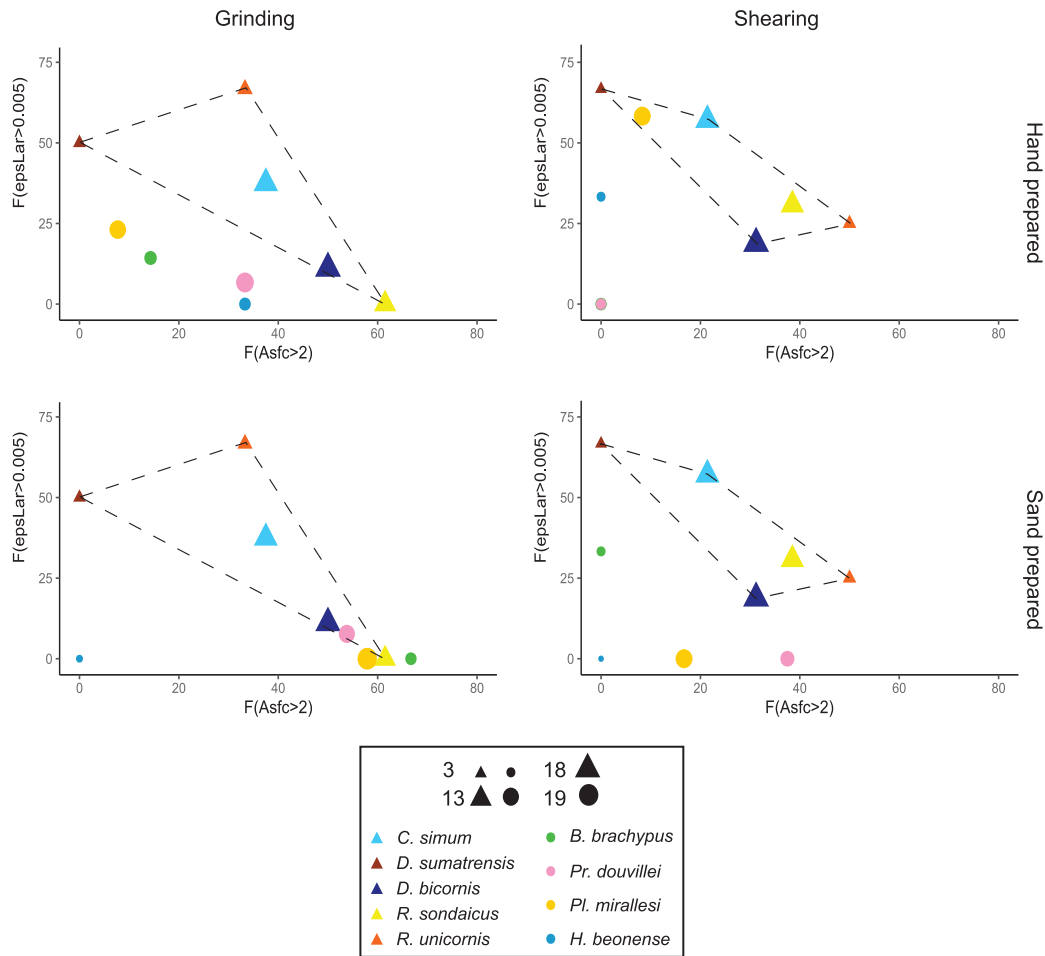 Grinding
Shearing
F(epsLar>0.005)
75
50
25
0
0 20 40 60 80
F(Asfc>2)
F(epsLar>0.005)
75
50
25
0
0 20 40 60 80
F(Asfc>2)
Hand prepared
F(epsLar>0.005)
75
50
25
0
0 20 40 60 80
F(Asfc>2)
F(epsLar>0.005)
75
50
25
0
0 20 40 60 80
F(Asfc>2)
Sand prepared
3 18
13 19
C. simum
D. sumatrensis
D. bicornis
R. sondaicus
R. unicornis
B. brachypus
Pr. douvillei
Pl. mirallesi
H. beonense